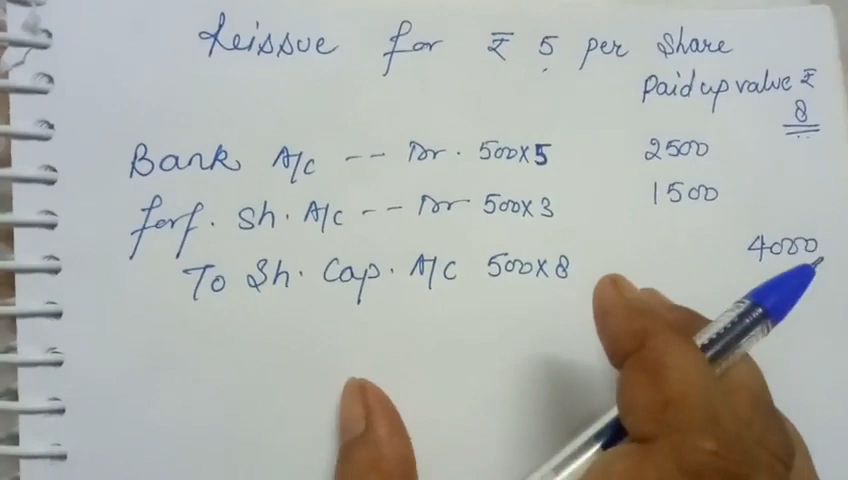 Reissue for ₹ 5 per share
Paid up value ₹
8
Bank A/c -- Dr. 500x5 2500
forf. Sh. A/c -- Dr 500x3 1500
To Sh. Cap. A/C 500x8 4000